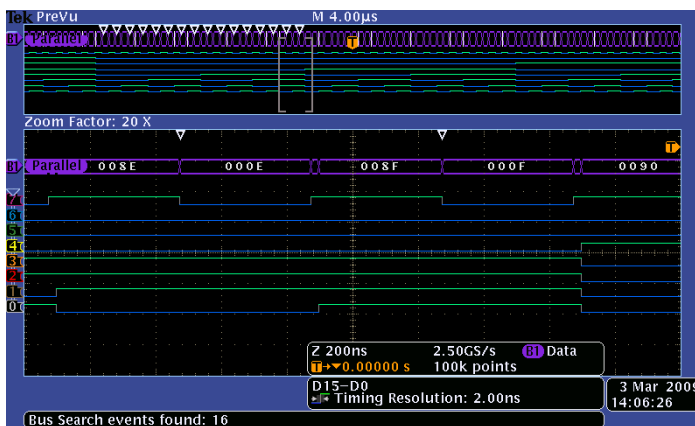 Tek PreVu M 4.00µs
B1 Parallel
Zoom Factor: 20 X
B1 Parallel 008E 000E 008F 000F 0090
7
6
5
4
3
2
1
0
Z 200ns 2.50GS/s B1 Data
T→▼0.00000 s 100k points
D15–D0
Timing Resolution: 2.00ns
3 Mar 2009
14:06:26
Bus Search events found: 16